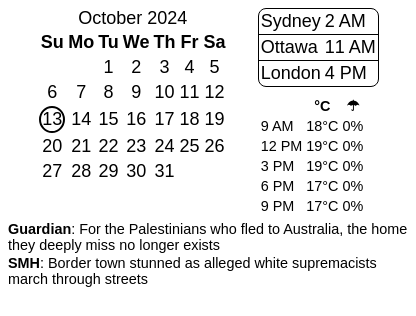 October 2024
Su Mo Tu We Th Fr Sa
1 2 3 4 5
6 7 8 9 10 11 12
13 14 15 16 17 18 19
20 21 22 23 24 25 26
27 28 29 30 31
Sydney 2 AM
Ottawa 11 AM
London 4 PM
°C ☂
9 AM 18°C 0%
12 PM 19°C 0%
3 PM 19°C 0%
6 PM 17°C 0%
9 PM 17°C 0%
Guardian: For the Palestinians who fled to Australia, the home
they deeply miss no longer exists
SMH: Border town stunned as alleged white supremacists
march through streets